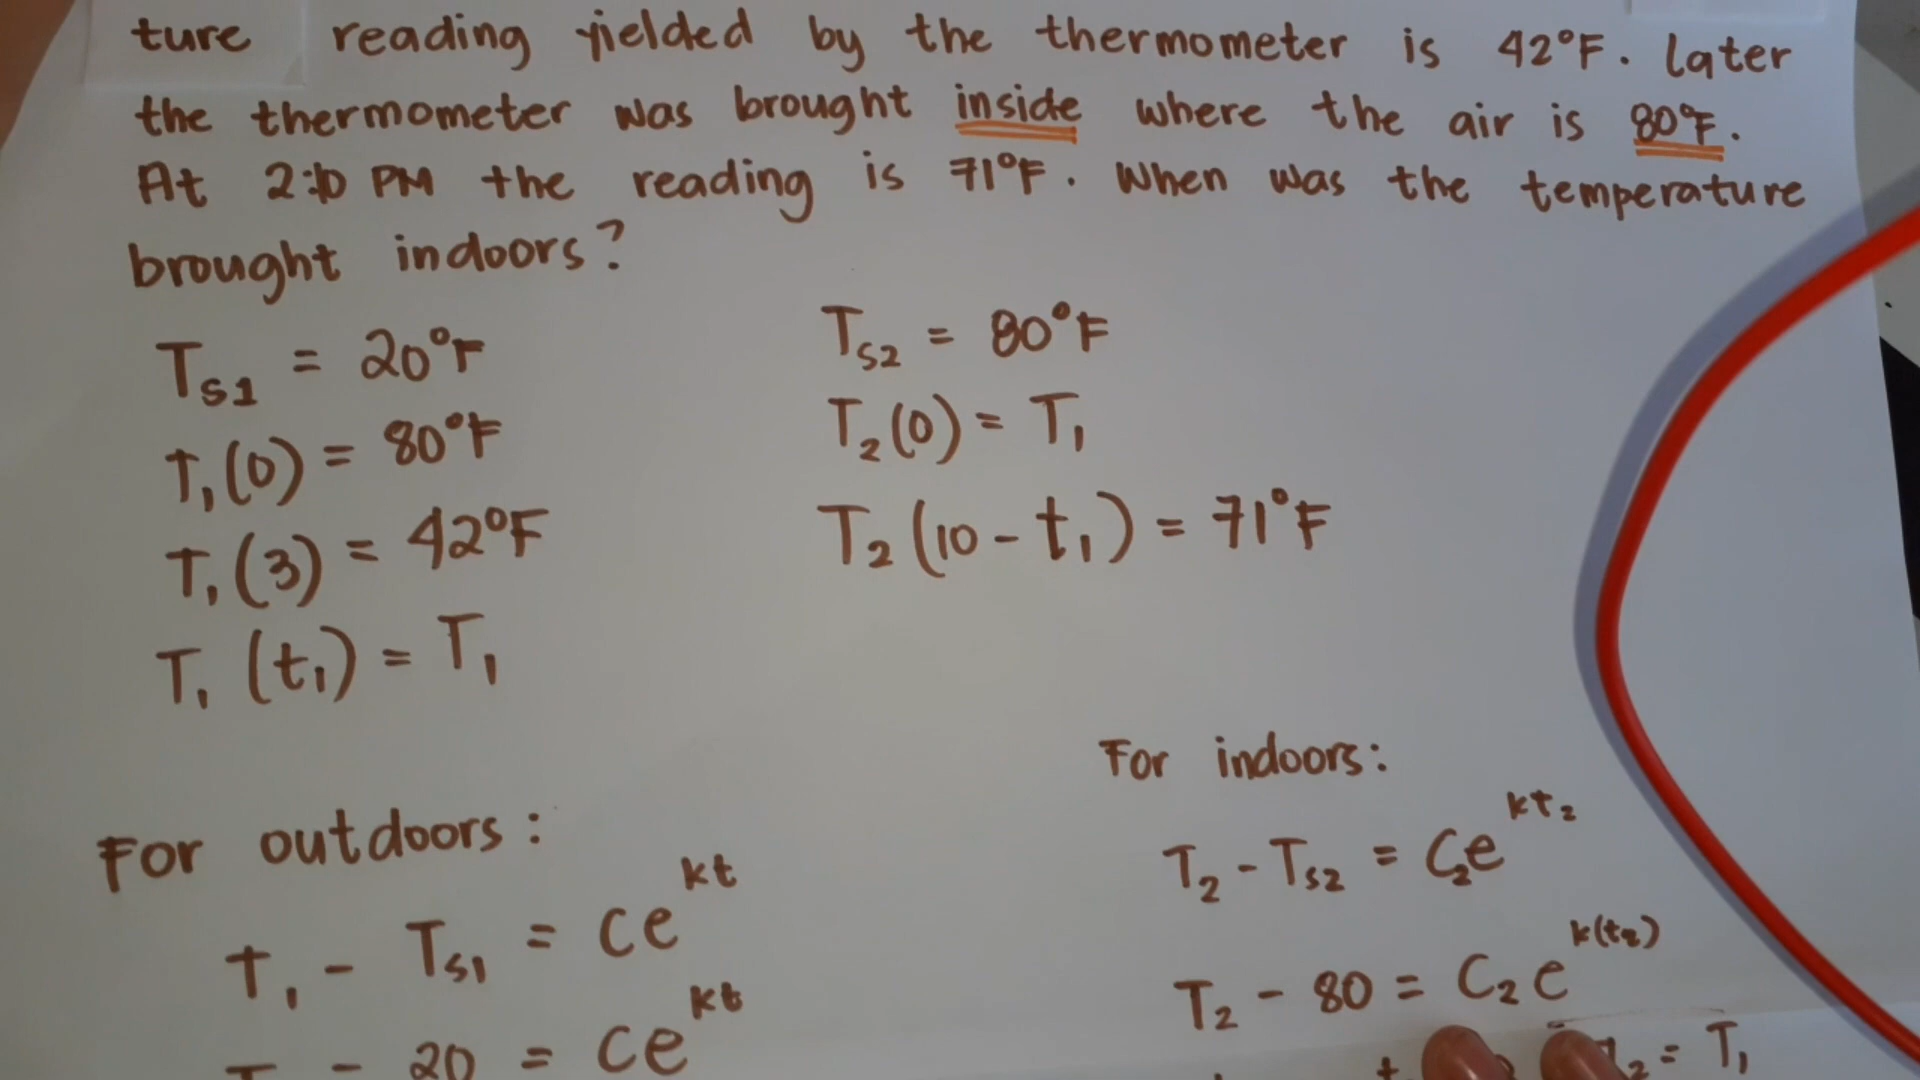 ture reading yielded by the thermometer is 42°F. Later
the thermometer was brought inside where the air is 80°F.
At 2:10 PM the reading is 71°F. When was the temperature
brought indoors?
Ts1 = 20°F
T1(0) = 80°F
T1(3) = 42°F
T1(t1) = T1
Ts2 = 80°F
T2(0) = T1
T2(10 - t1) = 71°F
For outdoors:
T1 - Ts1 = Ce^kt
- 20 = Ce^kt
For indoors:
T2 - Ts2 = C2e^kt2
T2 - 80 = C2e^k(t2)
= T1